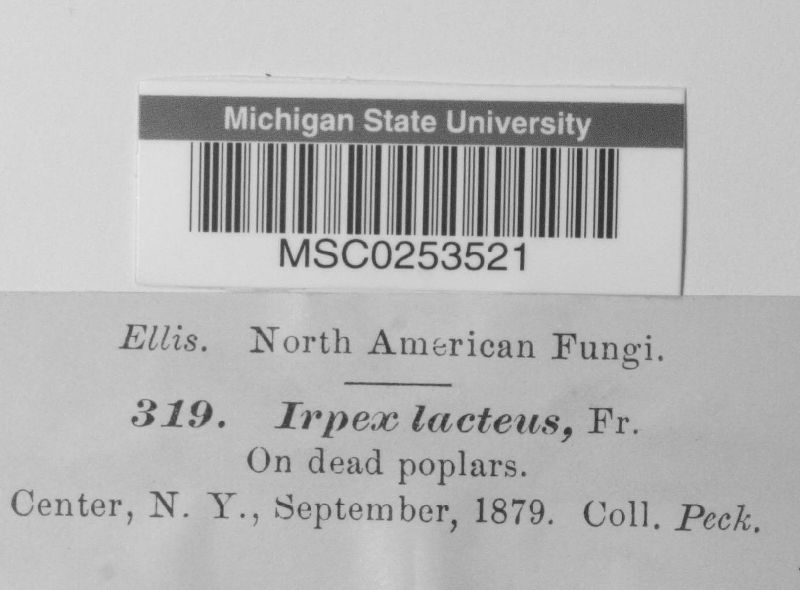 Michigan State University
MSC0253521
Ellis. North American Fungi.
319. Irpex lacteus, Fr.
On dead poplars.
Center, N. Y., September, 1879. Coll. Peck.